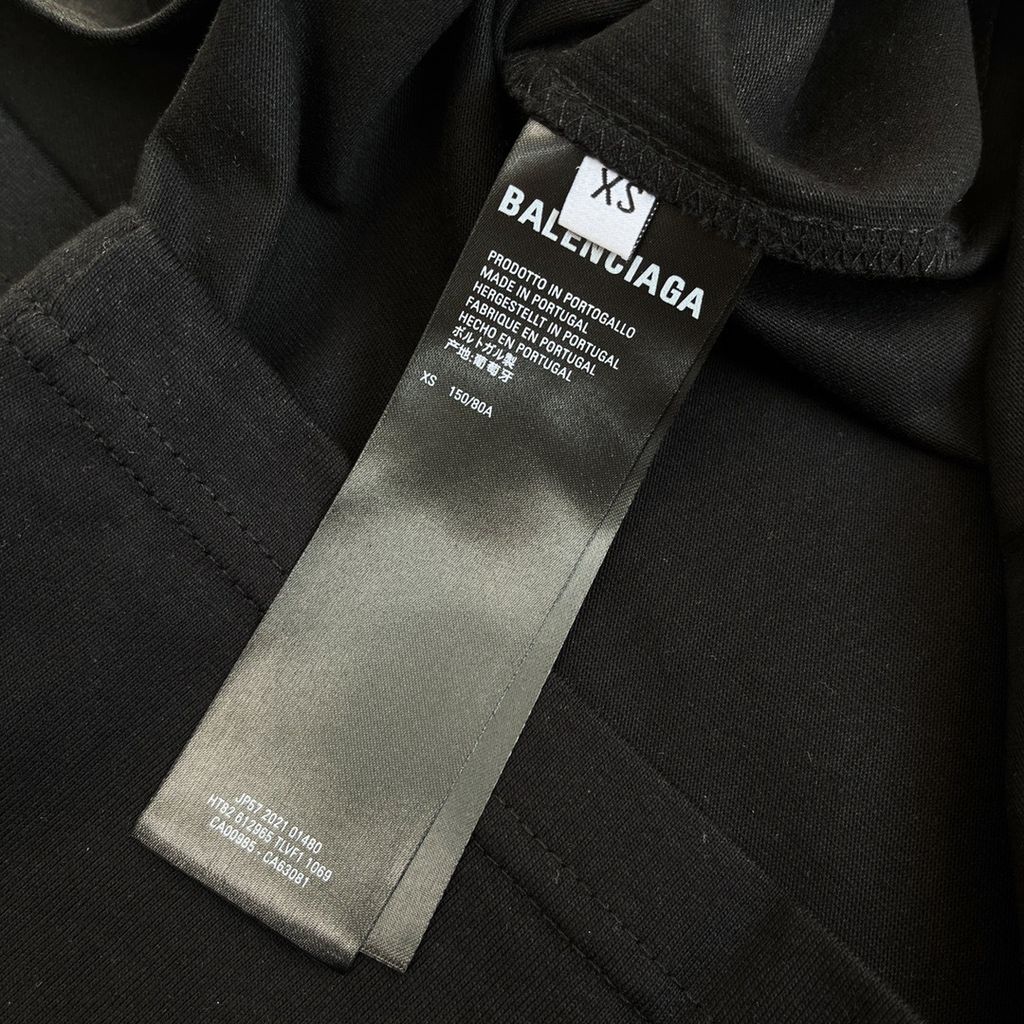 XS
BALENCIAGA
PRODOTTO IN PORTOGALLO
MADE IN PORTUGAL
HERGESTELLT IN PORTUGAL
FABRIQUE EN PORTUGAL
HECHO EN PORTUGAL
ポルトガル製
产地:葡萄牙
XS 150/80A
JP67 2021 01480
HTB2 612965 TLVF1 1069
CA00985 - CA63081